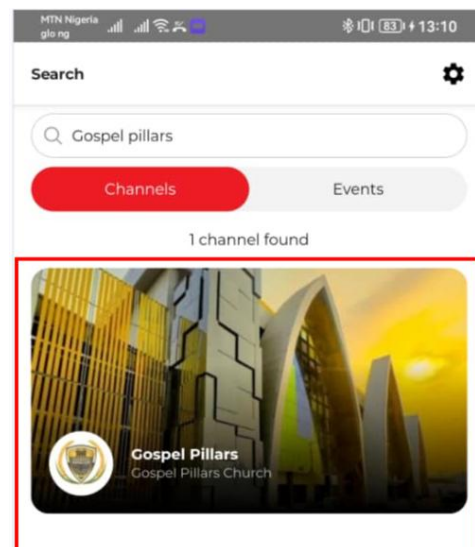 MTN Nigeria
glo ng
83 13:10
Search
Gospel pillars
Channels
Events
1 channel found
Gospel Pillars
Gospel Pillars Church